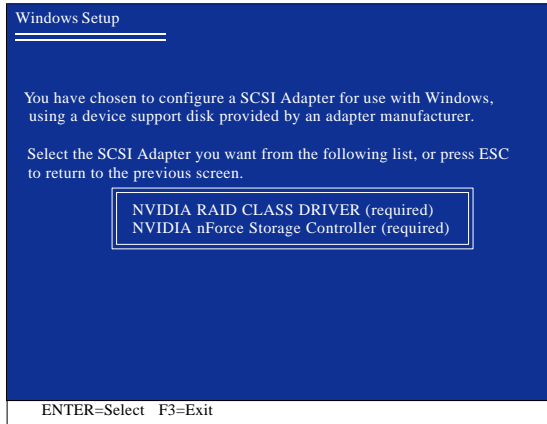 Windows Setup
You have chosen to configure a SCSI Adapter for use with Windows,
using a device support disk provided by an adapter manufacturer.
Select the SCSI Adapter you want from the following list, or press ESC
to return to the previous screen.
NVIDIA RAID CLASS DRIVER (required)
NVIDIA nForce Storage Controller (required)
ENTER=Select F3=Exit